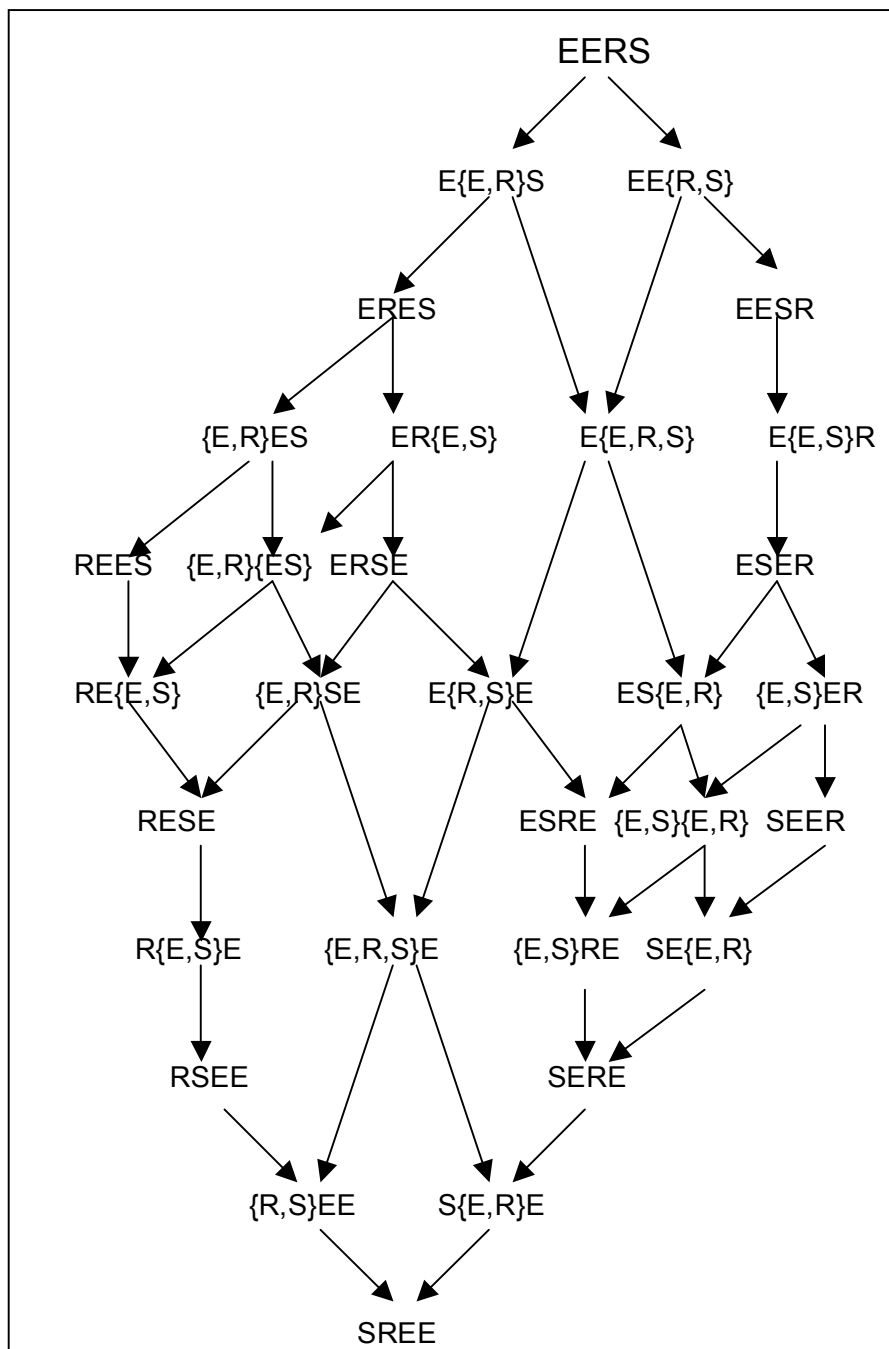 EERS
E{E,R}S EE{R,S}
ERES EESR
{E,R}ES ER{E,S} E{E,R,S} E{E,S}R
REES {E,R}{ES} ERSE ESER
RE{E,S} {E,R}SE E{R,S}E ES{E,R} {E,S}ER
RESE ESRE {E,S}{E,R} SEER
R{E,S}E {E,R,S}E {E,S}RE SE{E,R}
RSEE SERE
{R,S}EE S{E,R}E
SREE